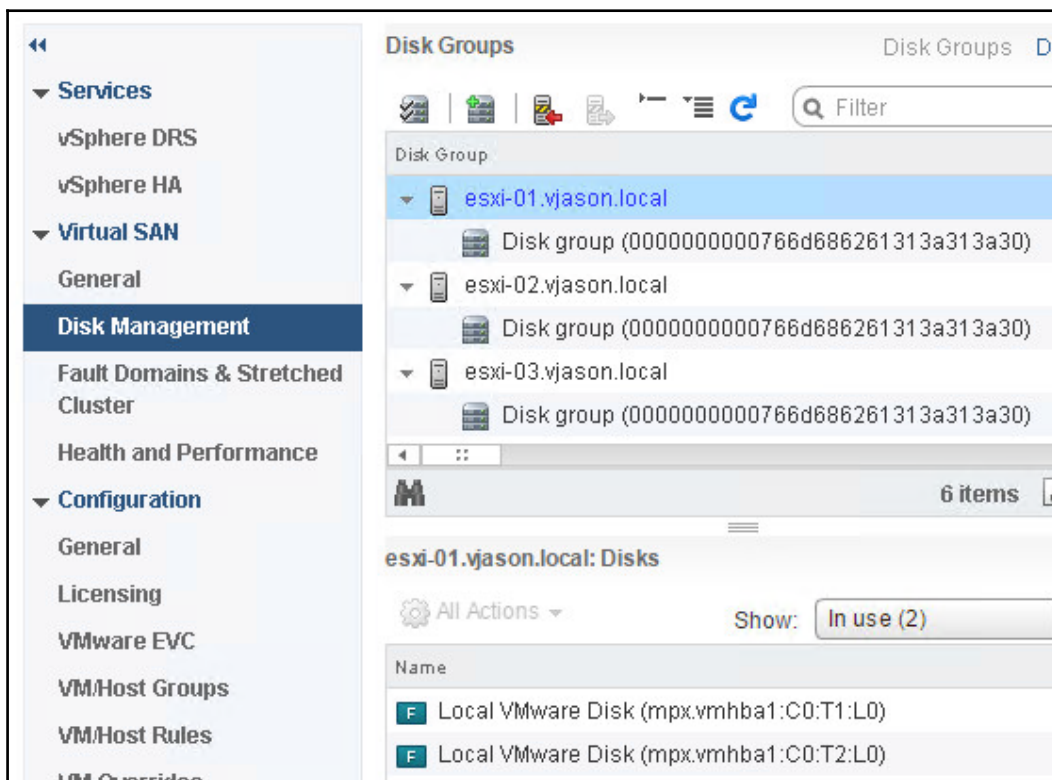 Services
vSphere DRS
vSphere HA
Virtual SAN
General
Disk Management
Fault Domains & Stretched
Cluster
Health and Performance
Configuration
General
Licensing
VMware EVC
VM/Host Groups
VM/Host Rules
VM Overrides
Disk Groups
Disk Groups D
Filter
Disk Group
esxi-01.vjason.local
Disk group (0000000000766d686261313a313a30)
esxi-02.vjason.local
Disk group (0000000000766d686261313a313a30)
esxi-03.vjason.local
Disk group (0000000000766d686261313a313a30)
6 items
esxi-01.vjason.local: Disks
All Actions
Show: In use (2)
Name
F Local VMware Disk (mpx.vmhba1:C0:T1:L0)
F Local VMware Disk (mpx.vmhba1:C0:T2:L0)